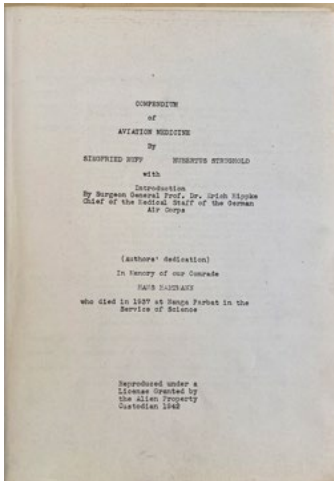 COMPENDIUM
of
AVIATION MEDICINE
By
SIEGFRIED RUFF HUBERTUS STRUGHOLD
with
Introduction
By Surgeon General Prof. Dr. Erich Hippke
Chief of the Medical Staff of the German
Air Corps
(Authors' dedication)
In Memory of our Comrade
HANS HARTMANN
who died in 1937 at Nanga Parbat in the
Service of Science
Reproduced under a
License Granted by
the Alien Property
Custodian 1942